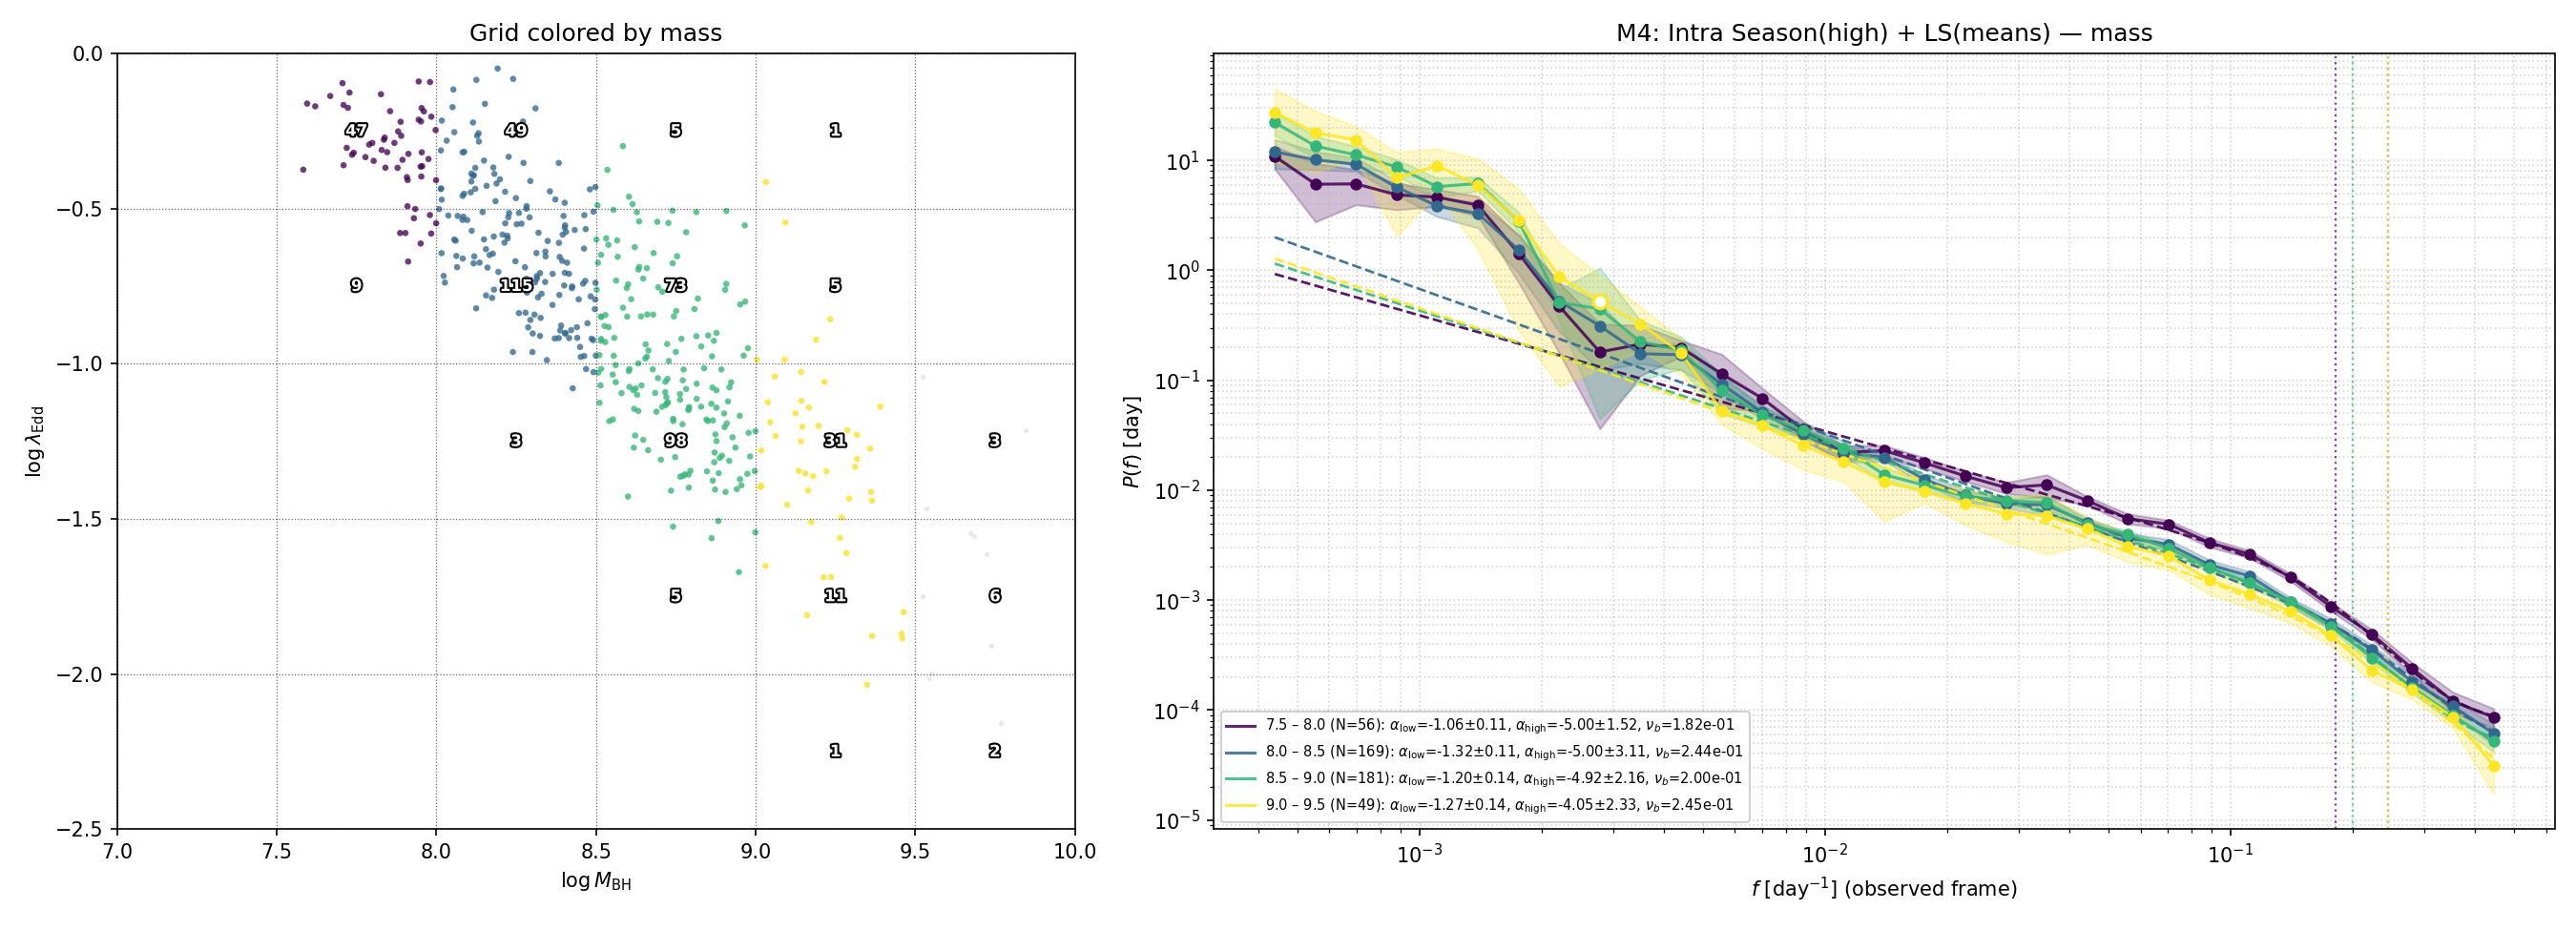 Grid colored by mass
0.0
−0.5
−1.0
−1.5
−2.0
−2.5
log λEdd
47 49 5 1
9 115 73 5
3 98 31 3
5 11 6
1 2
7.0 7.5 8.0 8.5 9.0 9.5 10.0
log MBH
M4: Intra Season(high) + LS(means) — mass
10¹
10⁰
10⁻¹
10⁻²
10⁻³
10⁻⁴
10⁻⁵
P(f) [day]
7.5 – 8.0 (N=56): αlow=-1.06±0.11, αhigh=-5.00±1.52, νb=1.82e-01
8.0 – 8.5 (N=169): αlow=-1.32±0.11, αhigh=-5.00±3.11, νb=2.44e-01
8.5 – 9.0 (N=181): αlow=-1.20±0.14, αhigh=-4.92±2.16, νb=2.00e-01
9.0 – 9.5 (N=49): αlow=-1.27±0.14, αhigh=-4.05±2.33, νb=2.45e-01
10⁻³ 10⁻² 10⁻¹
f [day⁻¹] (observed frame)